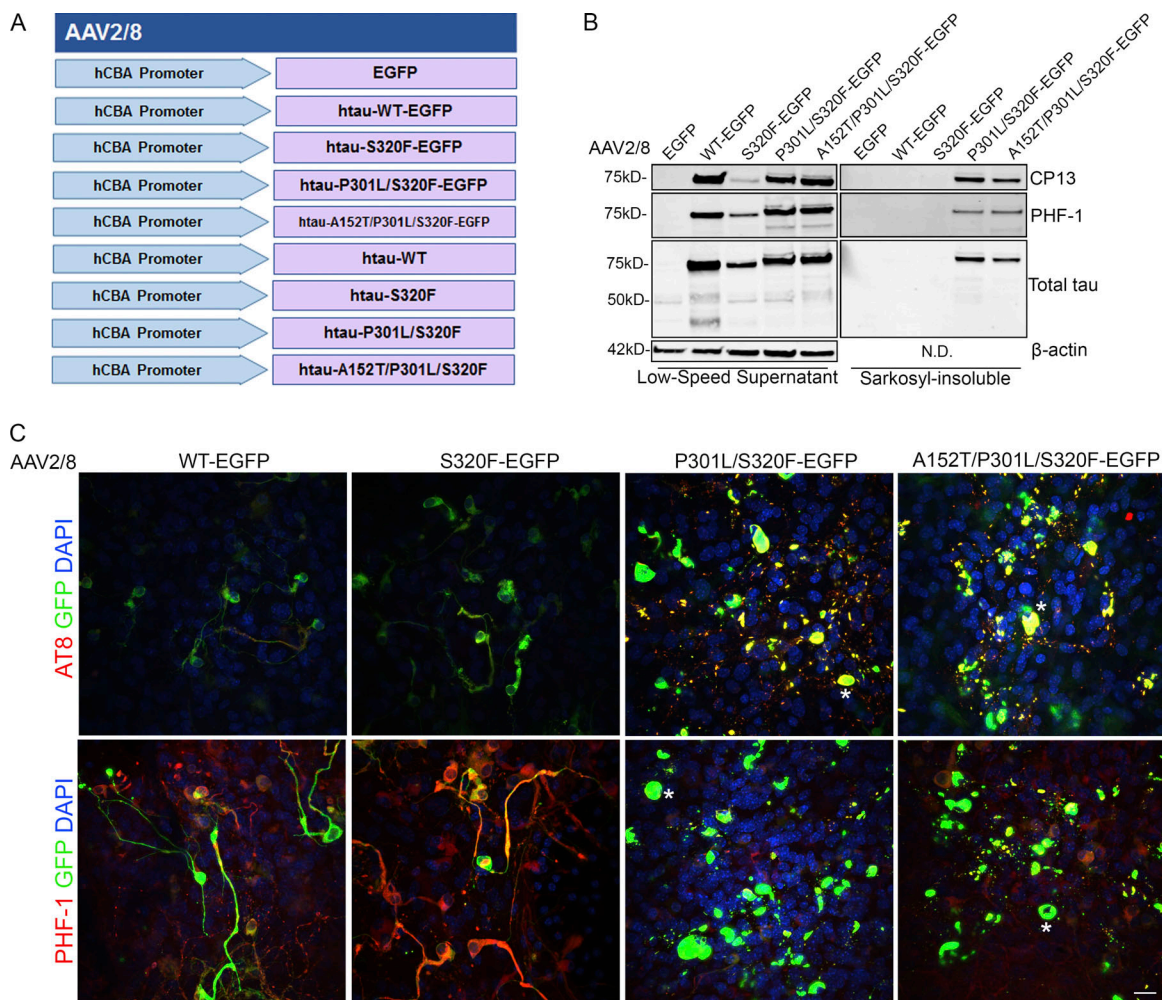 A
AAV2/8
hCBA Promoter EGFP
hCBA Promoter htau-WT-EGFP
hCBA Promoter htau-S320F-EGFP
hCBA Promoter htau-P301L/S320F-EGFP
hCBA Promoter htau-A152T/P301L/S320F-EGFP
hCBA Promoter htau-WT
hCBA Promoter htau-S320F
hCBA Promoter htau-P301L/S320F
hCBA Promoter htau-A152T/P301L/S320F
B
AAV2/8
EGFP
WT-EGFP
S320F-EGFP
P301L/S320F-EGFP
A152T/P301L/S320F-EGFP
EGFP
WT-EGFP
S320F-EGFP
P301L/S320F-EGFP
A152T/P301L/S320F-EGFP
75kD- CP13
75kD- PHF-1
75kD- Total tau
50kD-
42kD- N.D. β-actin
Low-Speed Supernatant Sarkosyl-insoluble
C
AAV2/8 WT-EGFP S320F-EGFP P301L/S320F-EGFP A152T/P301L/S320F-EGFP
AT8 GFP DAPI
*
*
PHF-1 GFP DAPI
*
*